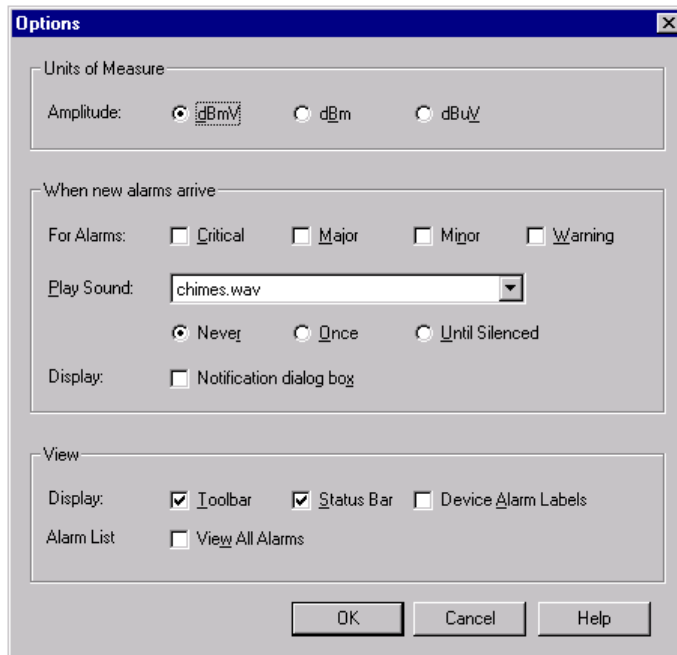 Options
Units of Measure
Amplitude: dBmV dBm dBuV
When new alarms arrive
For Alarms: Critical Major Minor Warning
Play Sound: chimes.wav
Never Once Until Silenced
Display: Notification dialog box
View
Display: Toolbar Status Bar Device Alarm Labels
Alarm List View All Alarms
OK Cancel Help